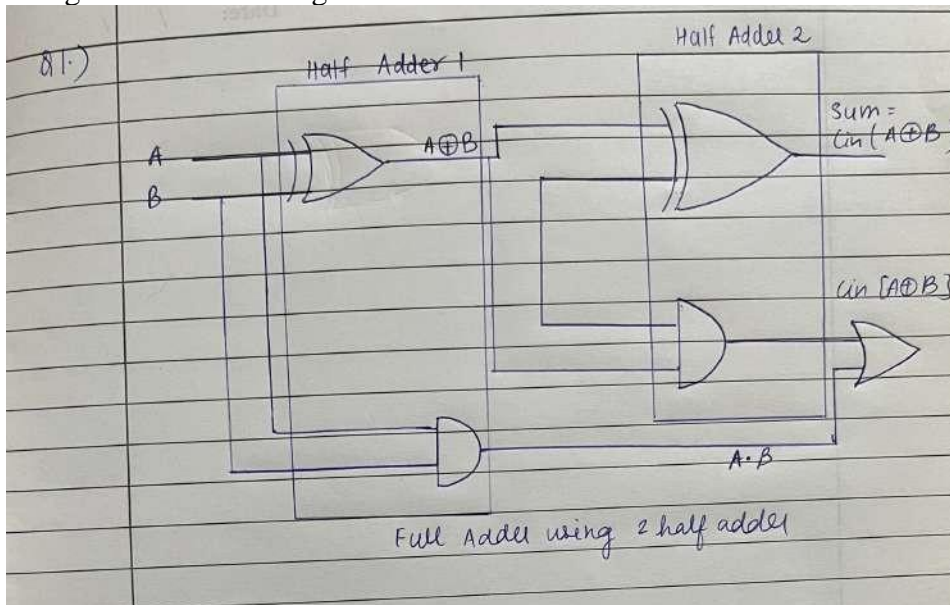 Q1.)
Half Adder 1
Half Adder 2
A
B
A⊕B
Sum =
Cin(A⊕B
Cin [A⊕B]
A·B
Full Adder using 2 half adder